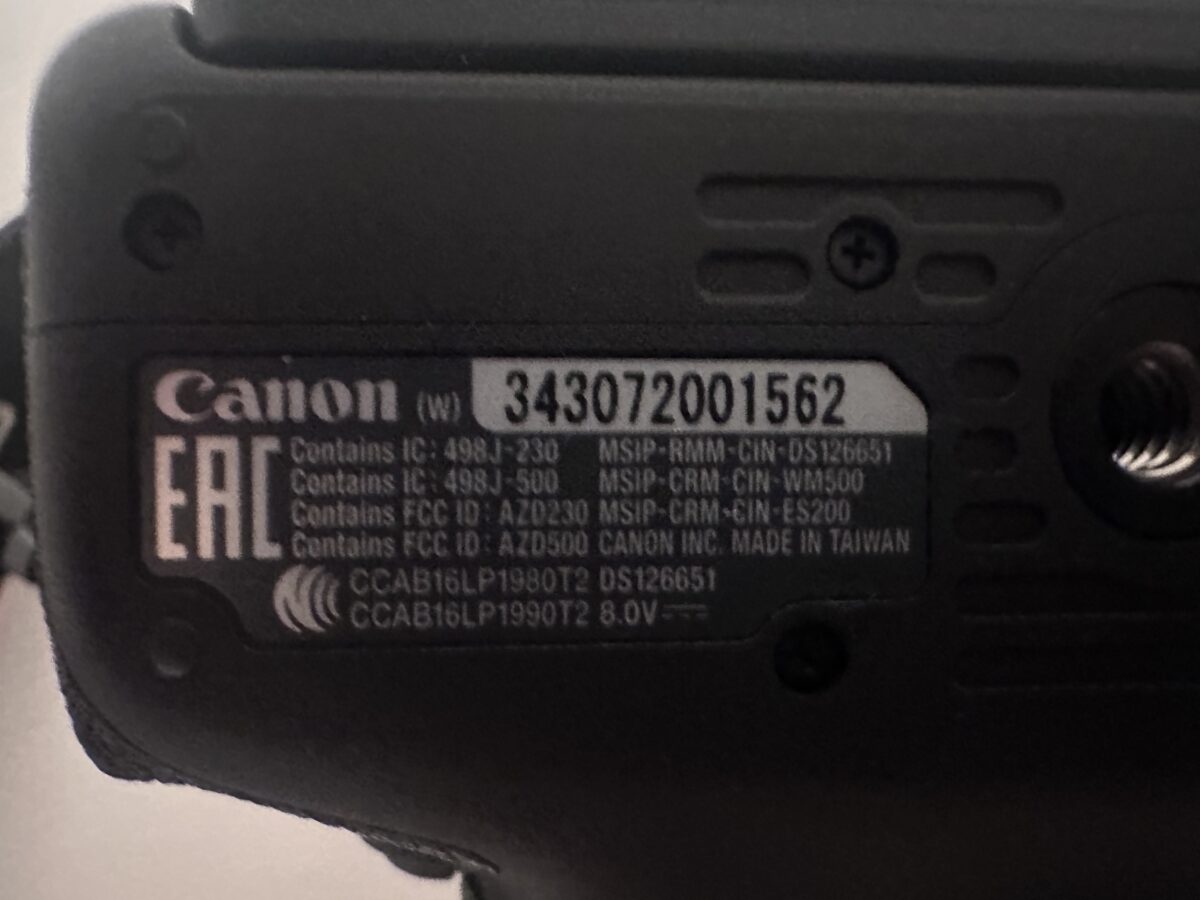 Canon (W) 343072001562
EAC Contains IC: 498J-230 MSIP-RMM-CIN-DS126651
Contains IC: 498J-500 MSIP-CRM-CIN-WM500
Contains FCC ID: AZD230 MSIP-CRM-CIN-ES200
Contains FCC ID: AZD500 CANON INC. MADE IN TAIWAN
CCAB16LP1980T2 DS126651
CCAB16LP1990T2 8.0V⎓